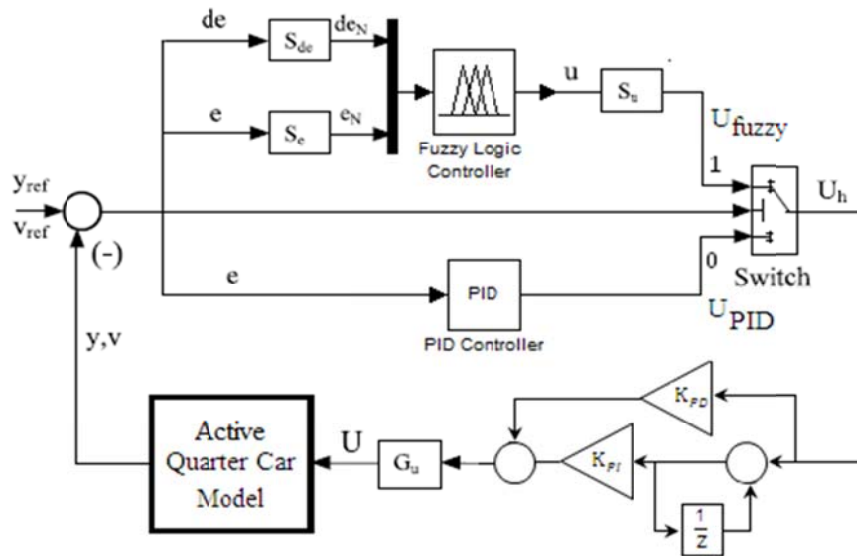 de
S_de
de_N
e
S_e
e_N
Fuzzy Logic
Controller
u
S_u
U_fuzzy
1
y_ref
v_ref
(-)
U_h
Switch
0
U_PID
e
PID
PID Controller
y,v
Active
Quarter Car
Model
U
G_u
K_PD
K_PI
1
z